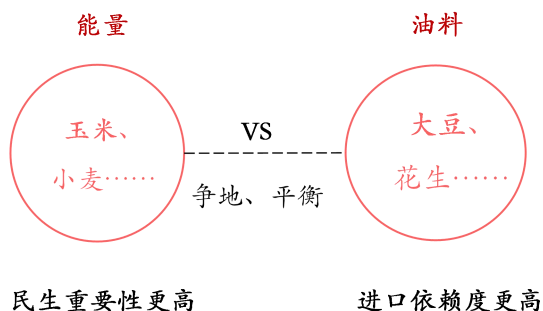 能量
油料
玉米、
小麦……
VS
大豆、
花生……
争地、平衡
民生重要性更高
进口依赖度更高